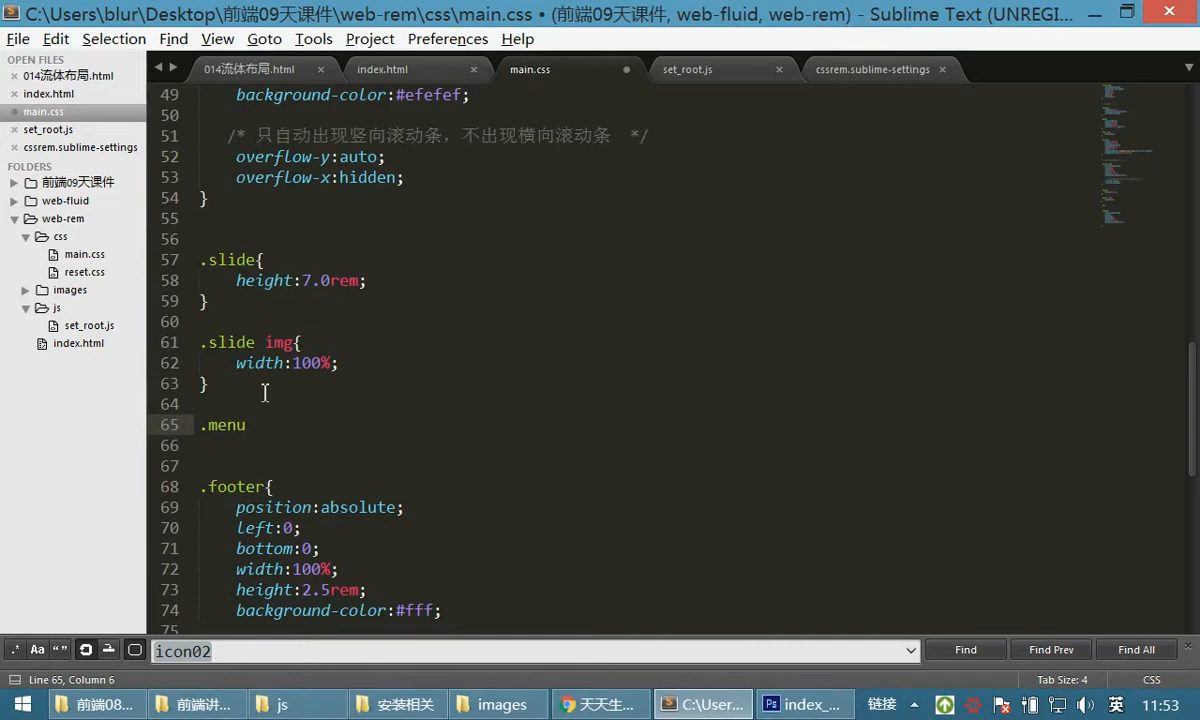 C:\Users\blur\Desktop\前端09天课件\web-rem\css\main.css • (前端09天课件, web-fluid, web-rem) - Sublime Text (UNREGI...
File Edit Selection Find View Goto Tools Project Preferences Help
OPEN FILES
014流体布局.html
index.html
main.css
set_root.js
cssrem.sublime-settings
FOLDERS
前端09天课件
web-fluid
web-rem
css
main.css
reset.css
images
js
set_root.js
index.html
014流体布局.html index.html main.css set_root.js cssrem.sublime-settings
49 background-color:#efefef;
50
51 /* 只自动出现竖向滚动条，不出现横向滚动条 */
52 overflow-y:auto;
53 overflow-x:hidden;
54 }
55
56
57 .slide{
58 height:7.0rem;
59 }
60
61 .slide img{
62 width:100%;
63 }
64
65 .menu
66
67
68 .footer{
69 position:absolute;
70 left:0;
71 bottom:0;
72 width:100%;
73 height:2.5rem;
74 background-color:#fff;
75
.* Aa “” icon02 Find Find Prev Find All
Line 65, Column 6 Tab Size: 4 CSS
前端08... 前端讲... js 安装相关 images 天天生... C:\User... index_... 链接 英 11:53